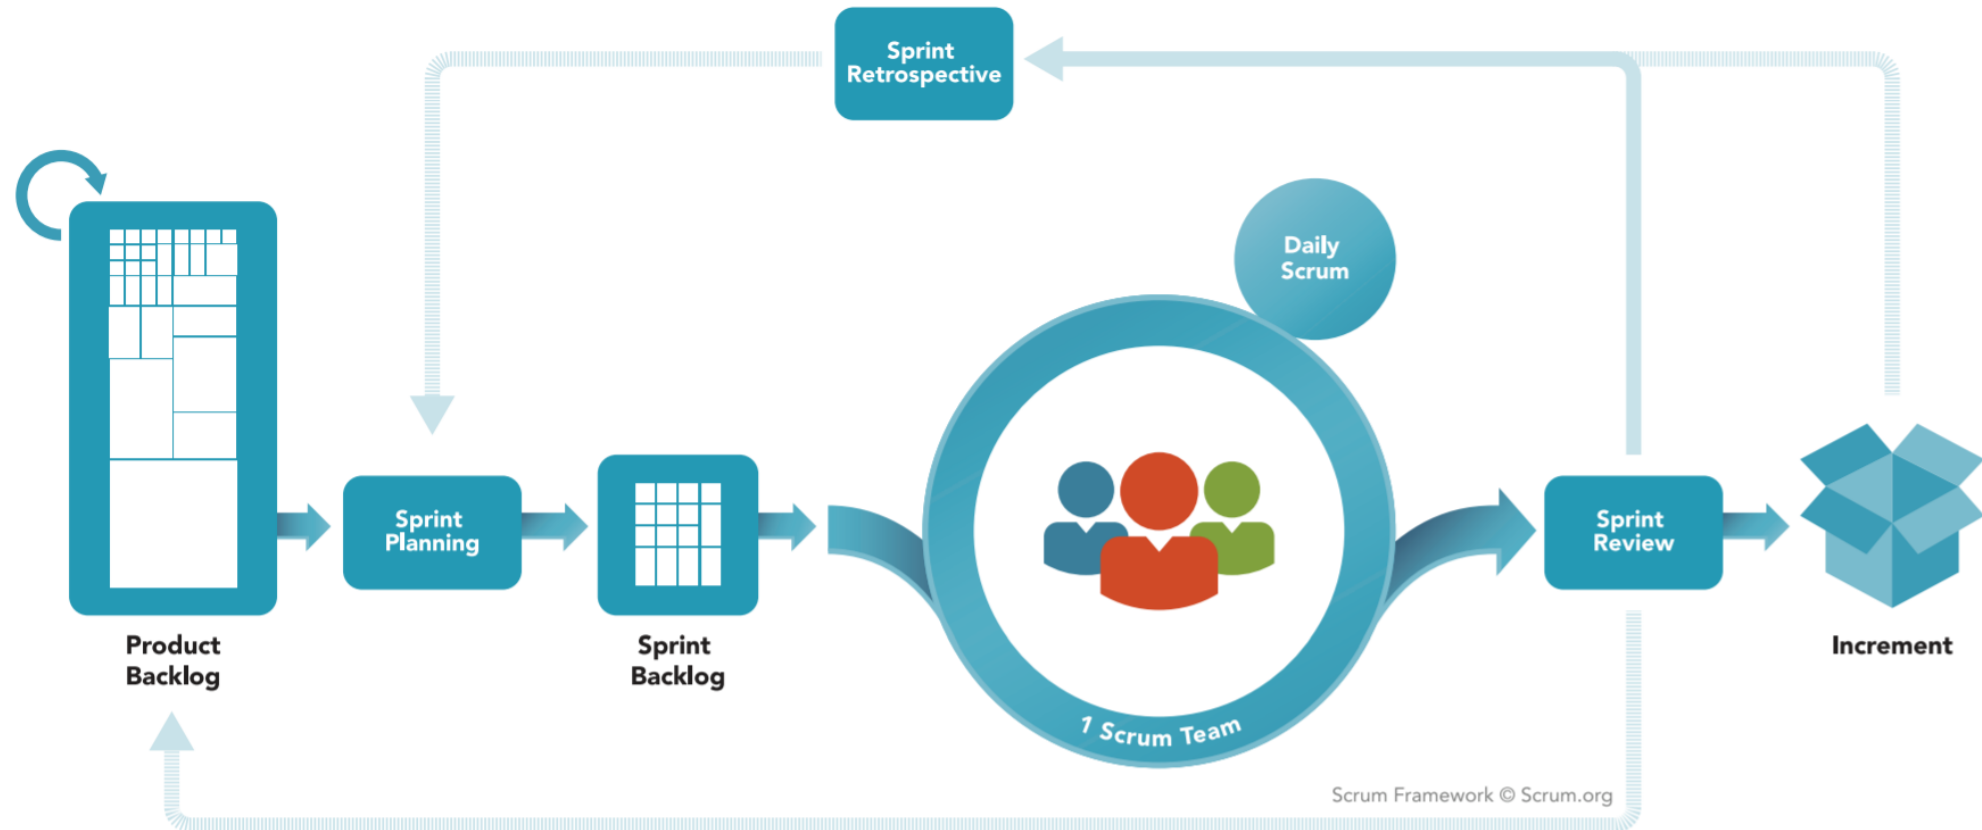 Sprint
Retrospective
Daily
Scrum
Sprint
Planning
Sprint
Review
Product
Backlog
Sprint
Backlog
1 Scrum Team
Increment
Scrum Framework © Scrum.org